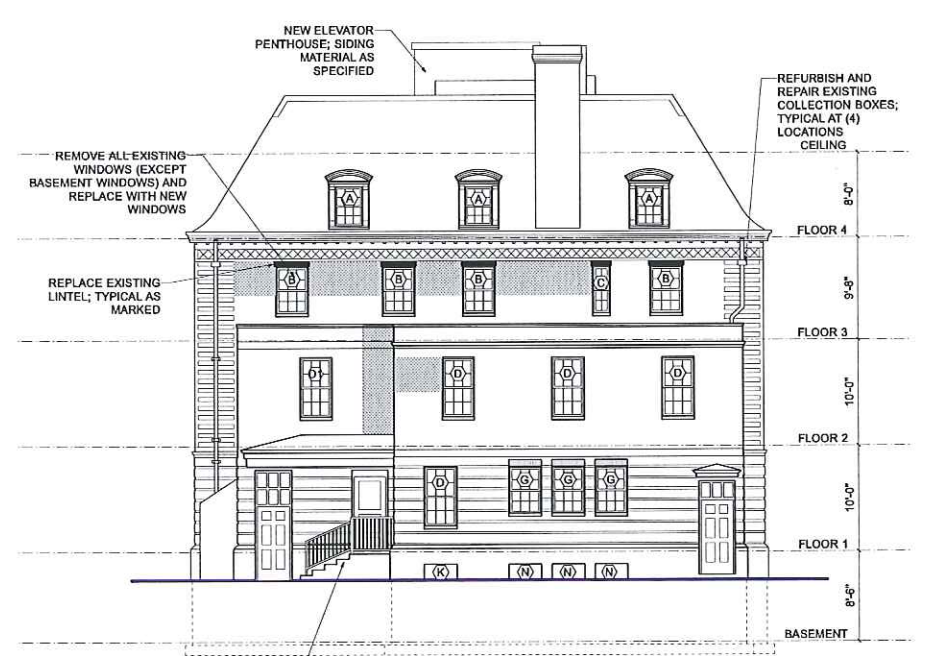 NEW ELEVATOR
PENTHOUSE; SIDING
MATERIAL AS
SPECIFIED
REFURBISH AND
REPAIR EXISTING
COLLECTION BOXES;
TYPICAL AT (4)
LOCATIONS
CEILING
REMOVE ALL EXISTING
WINDOWS (EXCEPT
BASEMENT WINDOWS) AND
REPLACE WITH NEW
WINDOWS
A A A
8'-0"
FLOOR 4
REPLACE EXISTING
LINTEL; TYPICAL AS
MARKED
B B B C B
9'-8"
FLOOR 3
D D D D
10'-0"
FLOOR 2
D G G G
10'-0"
FLOOR 1
K N N N
8'-6"
BASEMENT